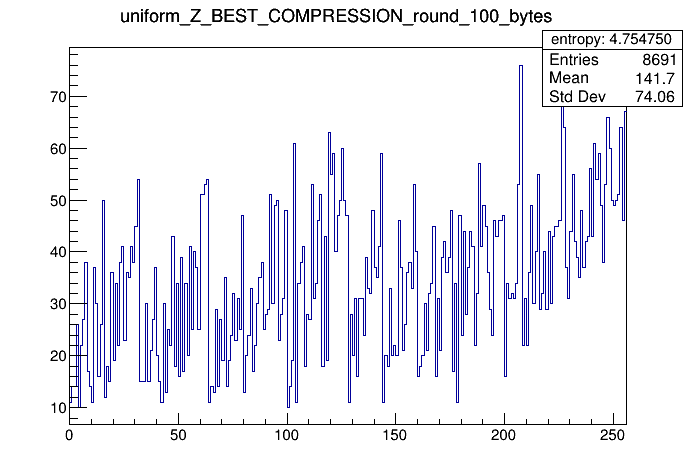 uniform_Z_BEST_COMPRESSION_round_100_bytes
entropy: 4.754750
Entries 8691
Mean 141.7
Std Dev 74.06
70
60
50
40
30
20
10
0 50 100 150 200 250